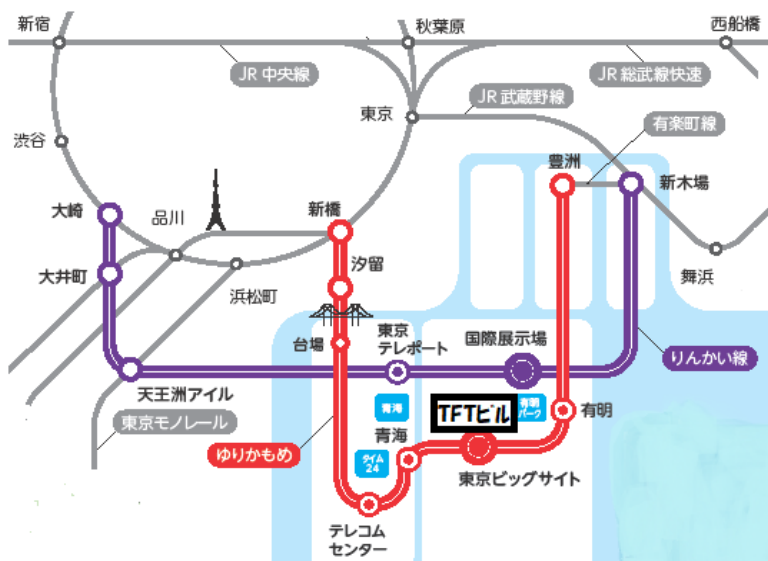 新宿
秋葉原
西船橋
JR 中央線
JR 総武線快速
JR 武蔵野線
東京
有楽町線
渋谷
豊洲
新木場
大崎
品川
新橋
大井町
汐留
舞浜
浜松町
台場
東京
テレポート
国際展示場
りんかい線
天王洲アイル
東京モノレール
青海
TFTビル
有明
パーク
有明
ゆりかもめ
青海
タイム
24
東京ビッグサイト
テレコム
センター